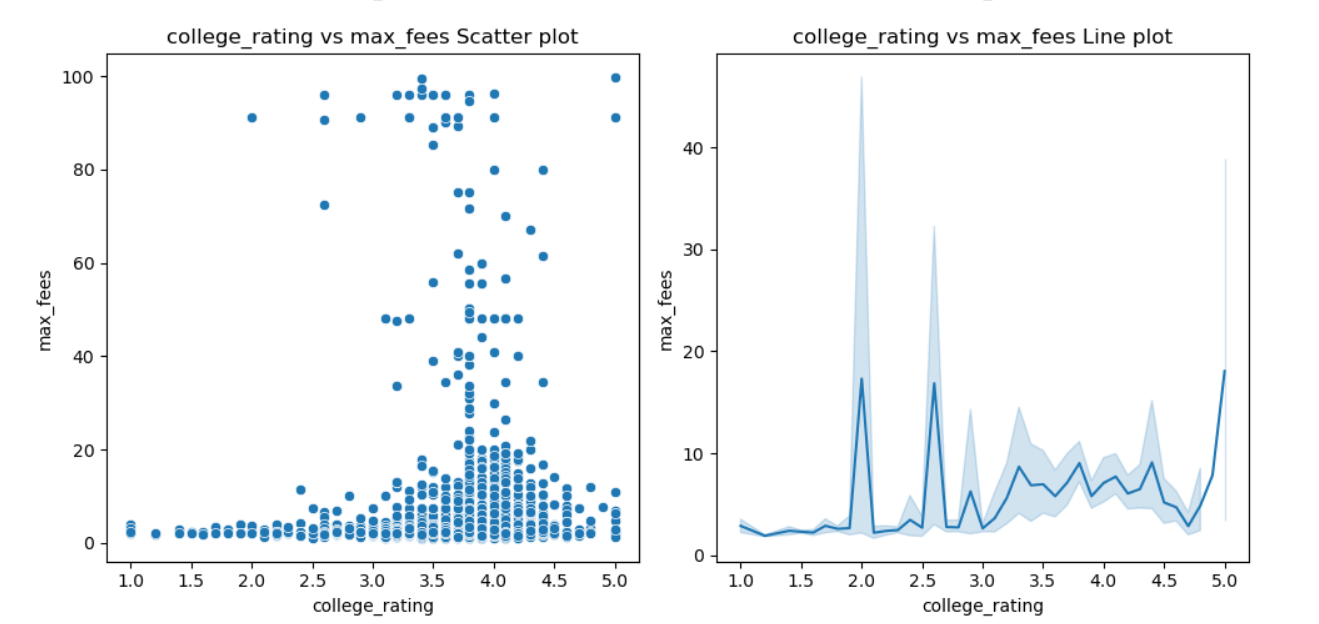 college_rating vs max_fees Scatter plot
100
80
60
40
20
0
max_fees
1.0 1.5 2.0 2.5 3.0 3.5 4.0 4.5 5.0
college_rating
college_rating vs max_fees Line plot
40
30
20
10
0
max_fees
1.0 1.5 2.0 2.5 3.0 3.5 4.0 4.5 5.0
college_rating